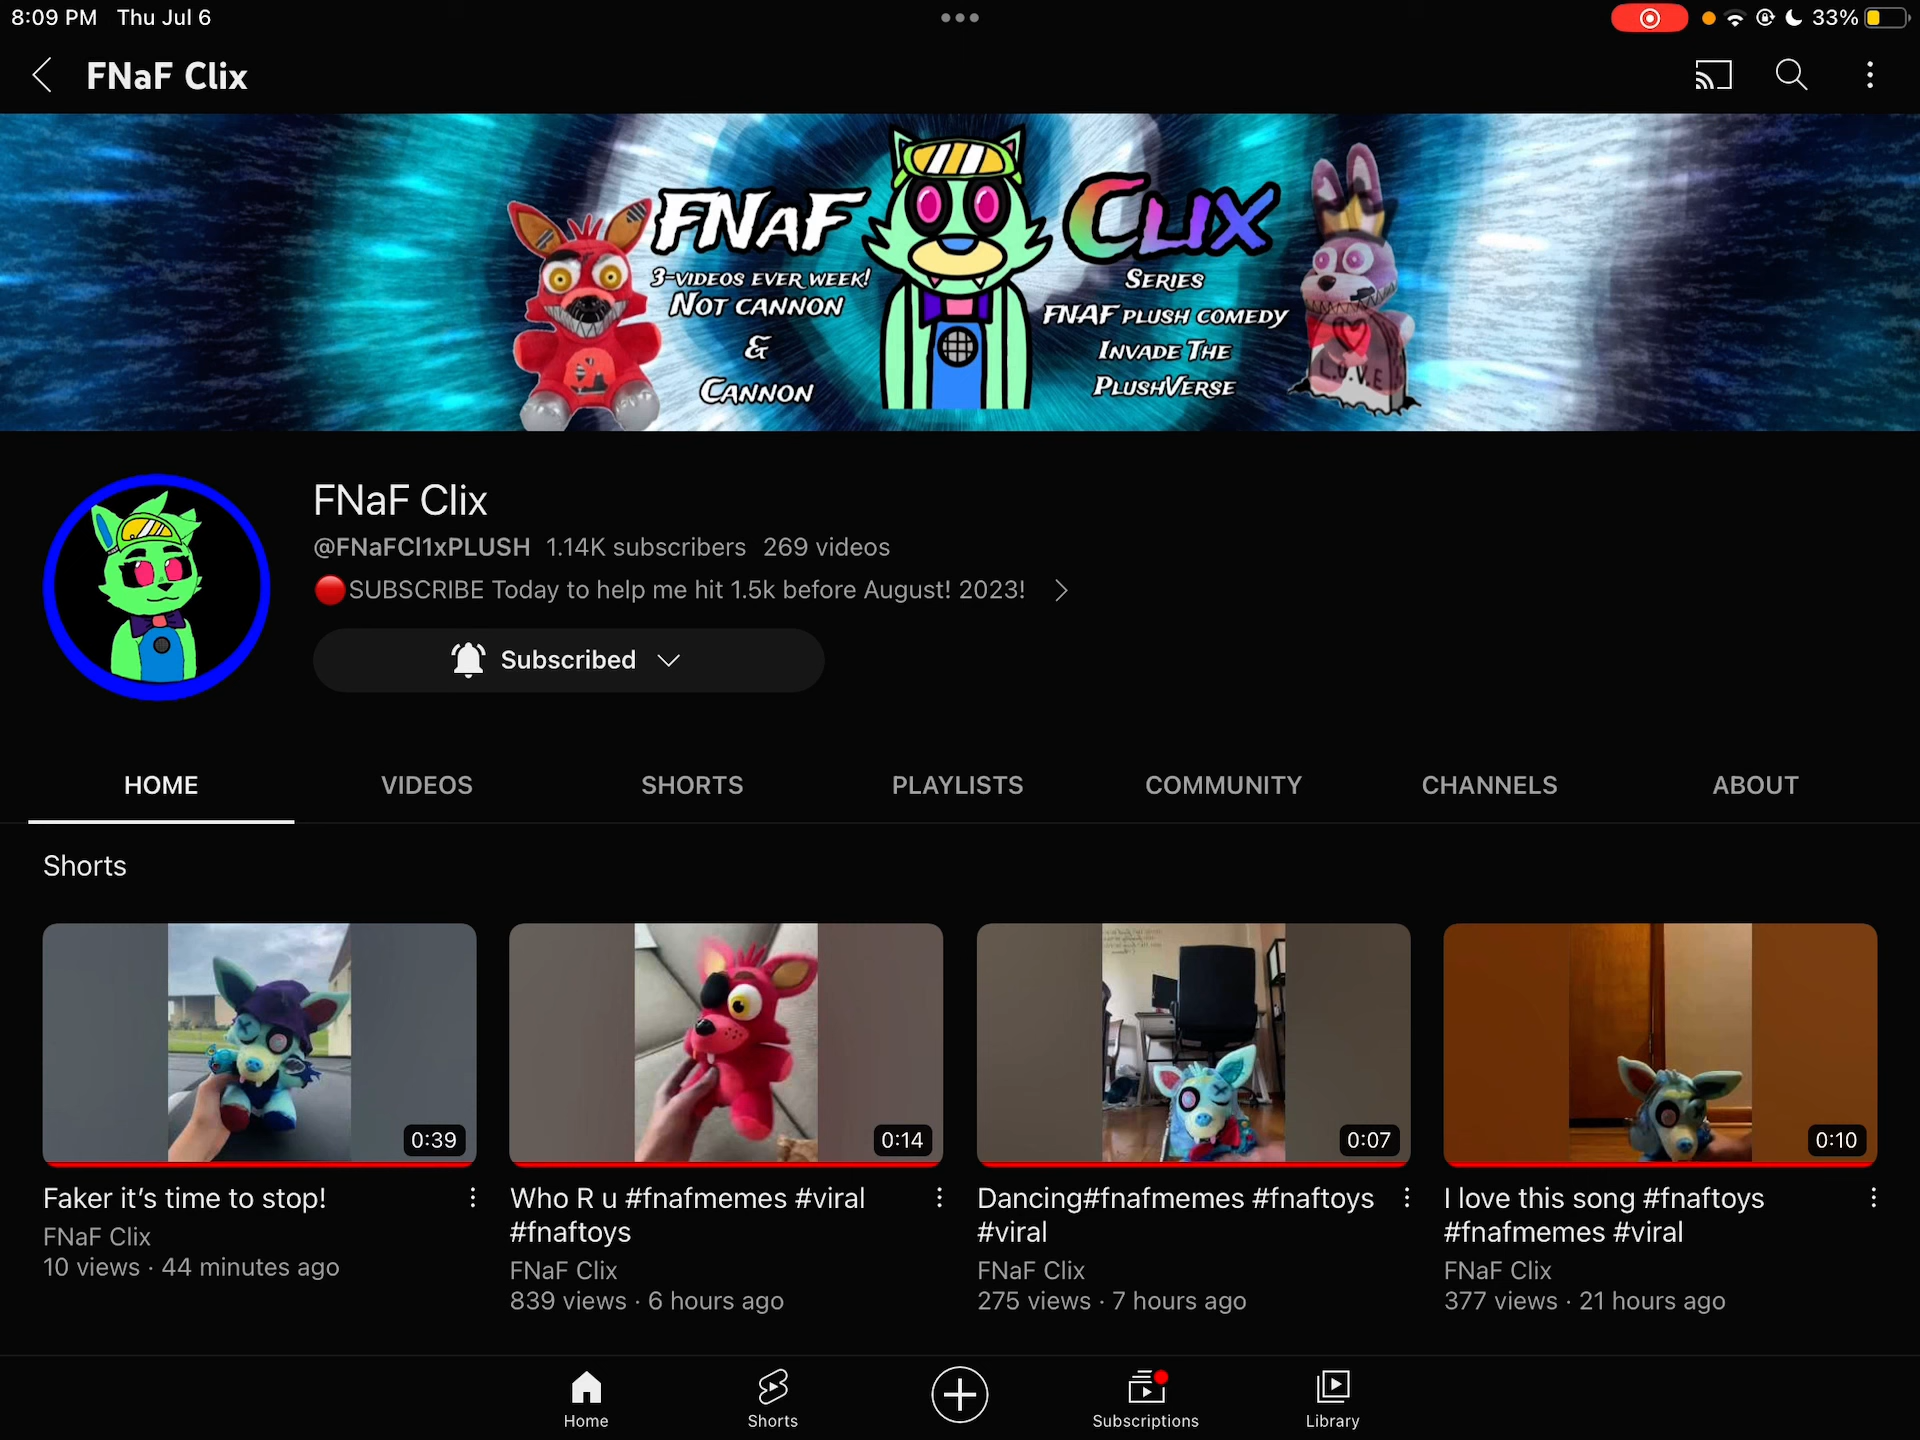 8:09 PM Thu Jul 6
33%
FNaF Clix
FNaF
3-VIDEOS EVER WEEK!
NOT CANNON
&
CANNON
CLIX
SERIES
FNAF PLUSH COMEDY
INVADE THE
PLUSHVERSE
L.O.V.E
FNaF Clix
@FNaFCl1xPLUSH 1.14K subscribers 269 videos
🔴SUBSCRIBE Today to help me hit 1.5k before August! 2023!
Subscribed
HOME VIDEOS SHORTS PLAYLISTS COMMUNITY CHANNELS ABOUT
Shorts
0:39
Faker it’s time to stop!
FNaF Clix
10 views · 44 minutes ago
0:14
Who R u #fnafmemes #viral
#fnaftoys
FNaF Clix
839 views · 6 hours ago
0:07
Dancing#fnafmemes #fnaftoys
#viral
FNaF Clix
275 views · 7 hours ago
0:10
I love this song #fnaftoys
#fnafmemes #viral
FNaF Clix
377 views · 21 hours ago
Home Shorts Subscriptions Library